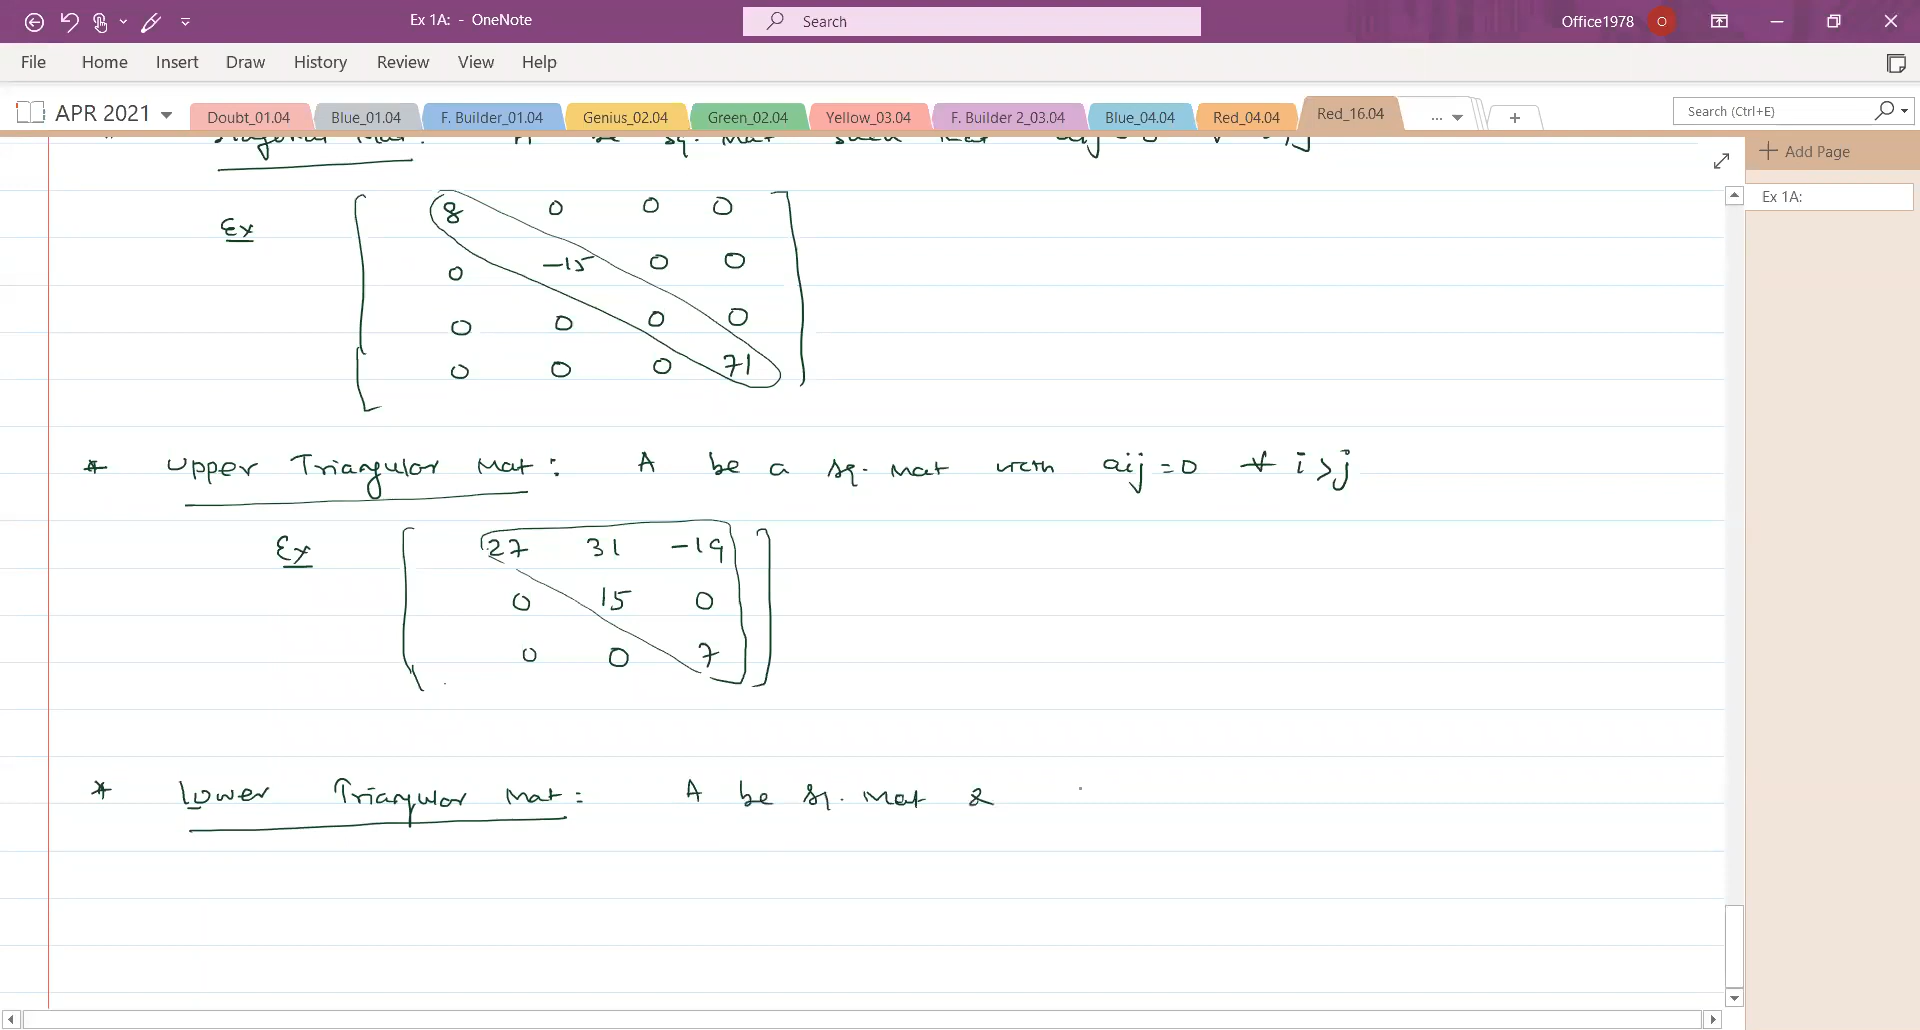 Ex 1A: - OneNote
Search
Office1978
O
File Home Insert Draw History Review View Help
APR 2021
Doubt_01.04 Blue_01.04 F. Builder_01.04 Genius_02.04 Green_02.04 Yellow_03.04 F. Builder 2_03.04 Blue_04.04 Red_04.04 Red_16.04 ... +
Search (Ctrl+E)
+ Add Page
Ex 1A:
Ex
8 0 0 0
0 -15 0 0
0 0 0 0
0 0 0 71
* Upper Triangular Mat: A be a sq. mat with aij = 0 ∀ i > j
Ex
27 31 -19
0 15 0
0 0 7
* Lower Triangular Mat: A be sq. Mat &